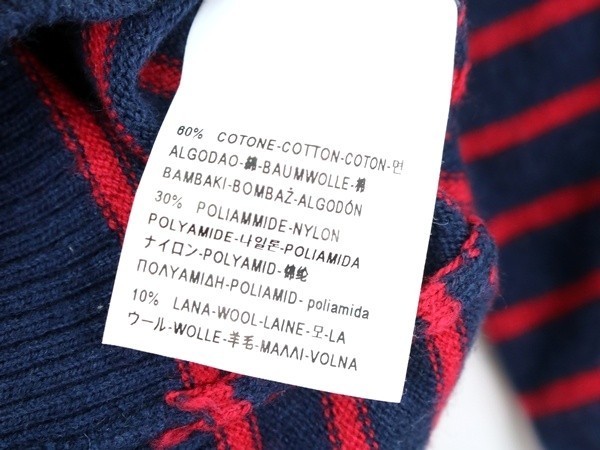 60% COTONE-COTTON-COTON-면
ALGODAO-綿-BAUMWOLLE-棉
BAMBAKI-BOMBAŻ-ALGODÓN
30% POLIAMMIDE-NYLON
POLYAMIDE-나일론-POLIAMIDA
ナイロン-POLYAMID-锦纶
ΠΟΛΥΑΜΙΔΗ-POLIAMID- poliamida
10% LANA-WOOL-LAINE-모-LA
ウール-WOLLE-羊毛-ΜΑΛΛΙ-VOLNA